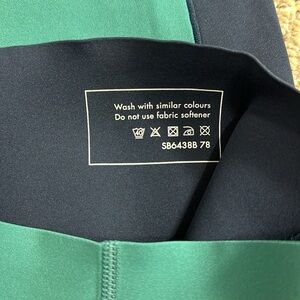 Wash with similar colours
Do not use fabric softener
SB6438B 78